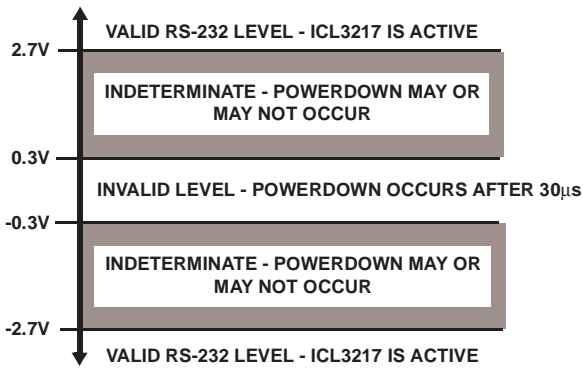 VALID RS-232 LEVEL - ICL3217 IS ACTIVE
2.7V
INDETERMINATE - POWERDOWN MAY OR
MAY NOT OCCUR
0.3V
INVALID LEVEL - POWERDOWN OCCURS AFTER 30μs
-0.3V
INDETERMINATE - POWERDOWN MAY OR
MAY NOT OCCUR
-2.7V
VALID RS-232 LEVEL - ICL3217 IS ACTIVE